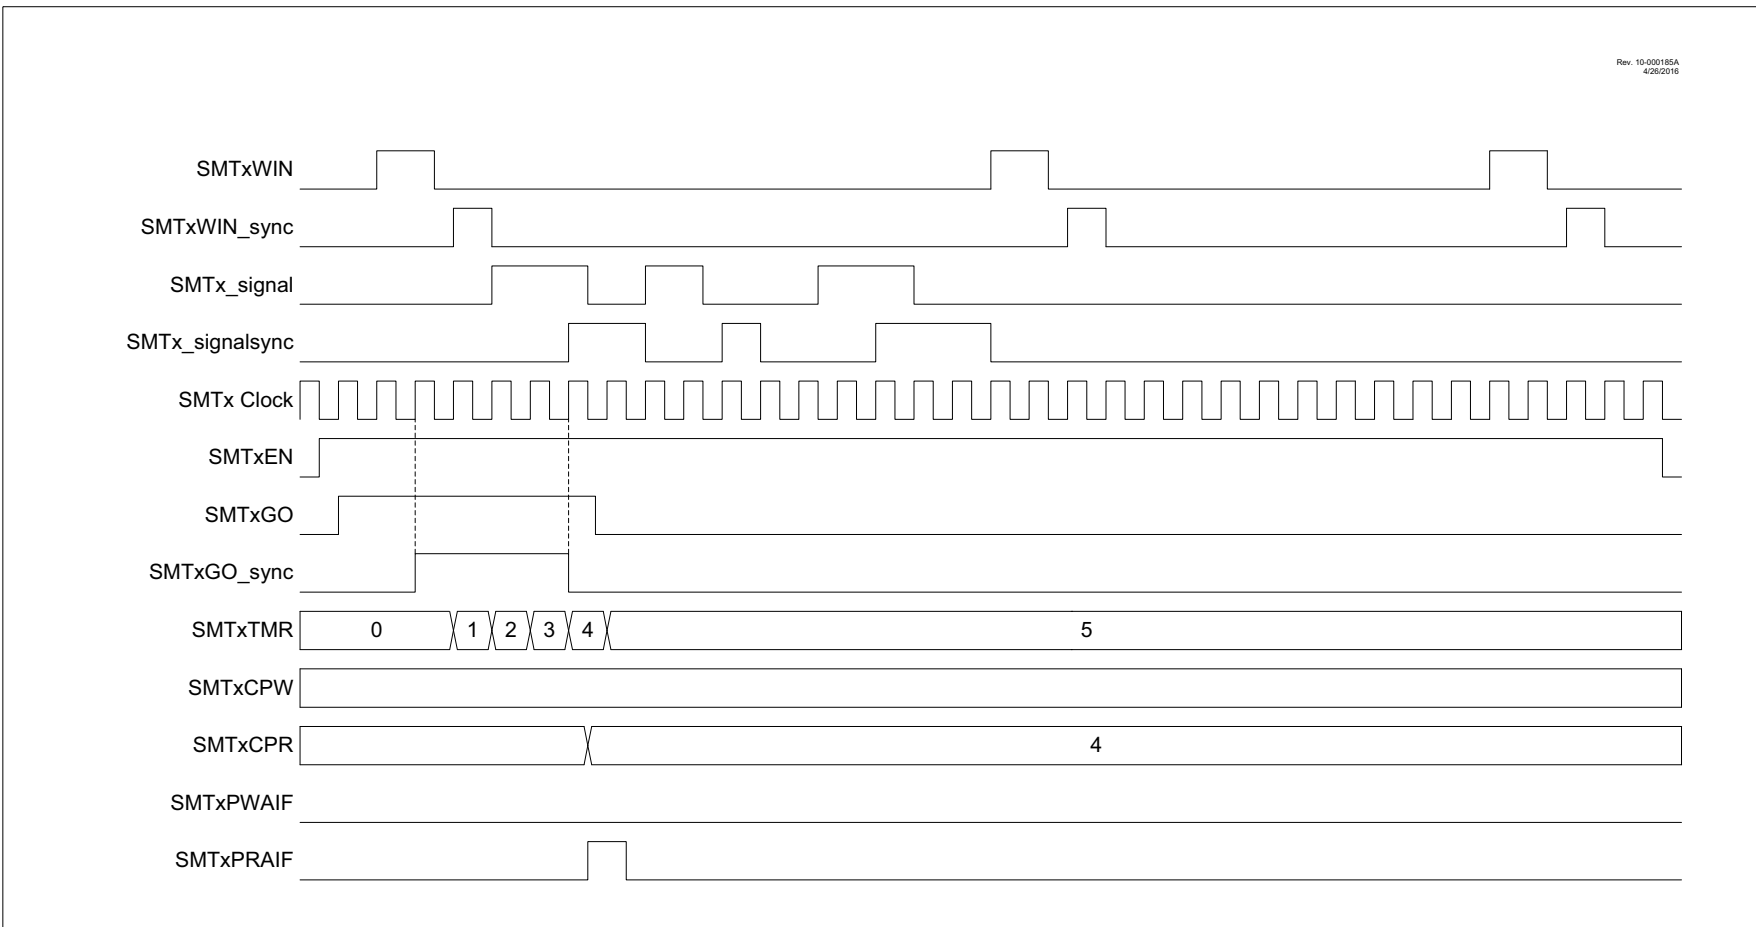 Rev. 10-000185A
4/26/2016
SMTxWIN
SMTxWIN_sync
SMTx_signal
SMTx_signalsync
SMTx Clock
SMTxEN
SMTxGO
SMTxGO_sync
SMTxTMR 0 1 2 3 4 5
SMTxCPW
SMTxCPR 4
SMTxPWAIF
SMTxPRAIF